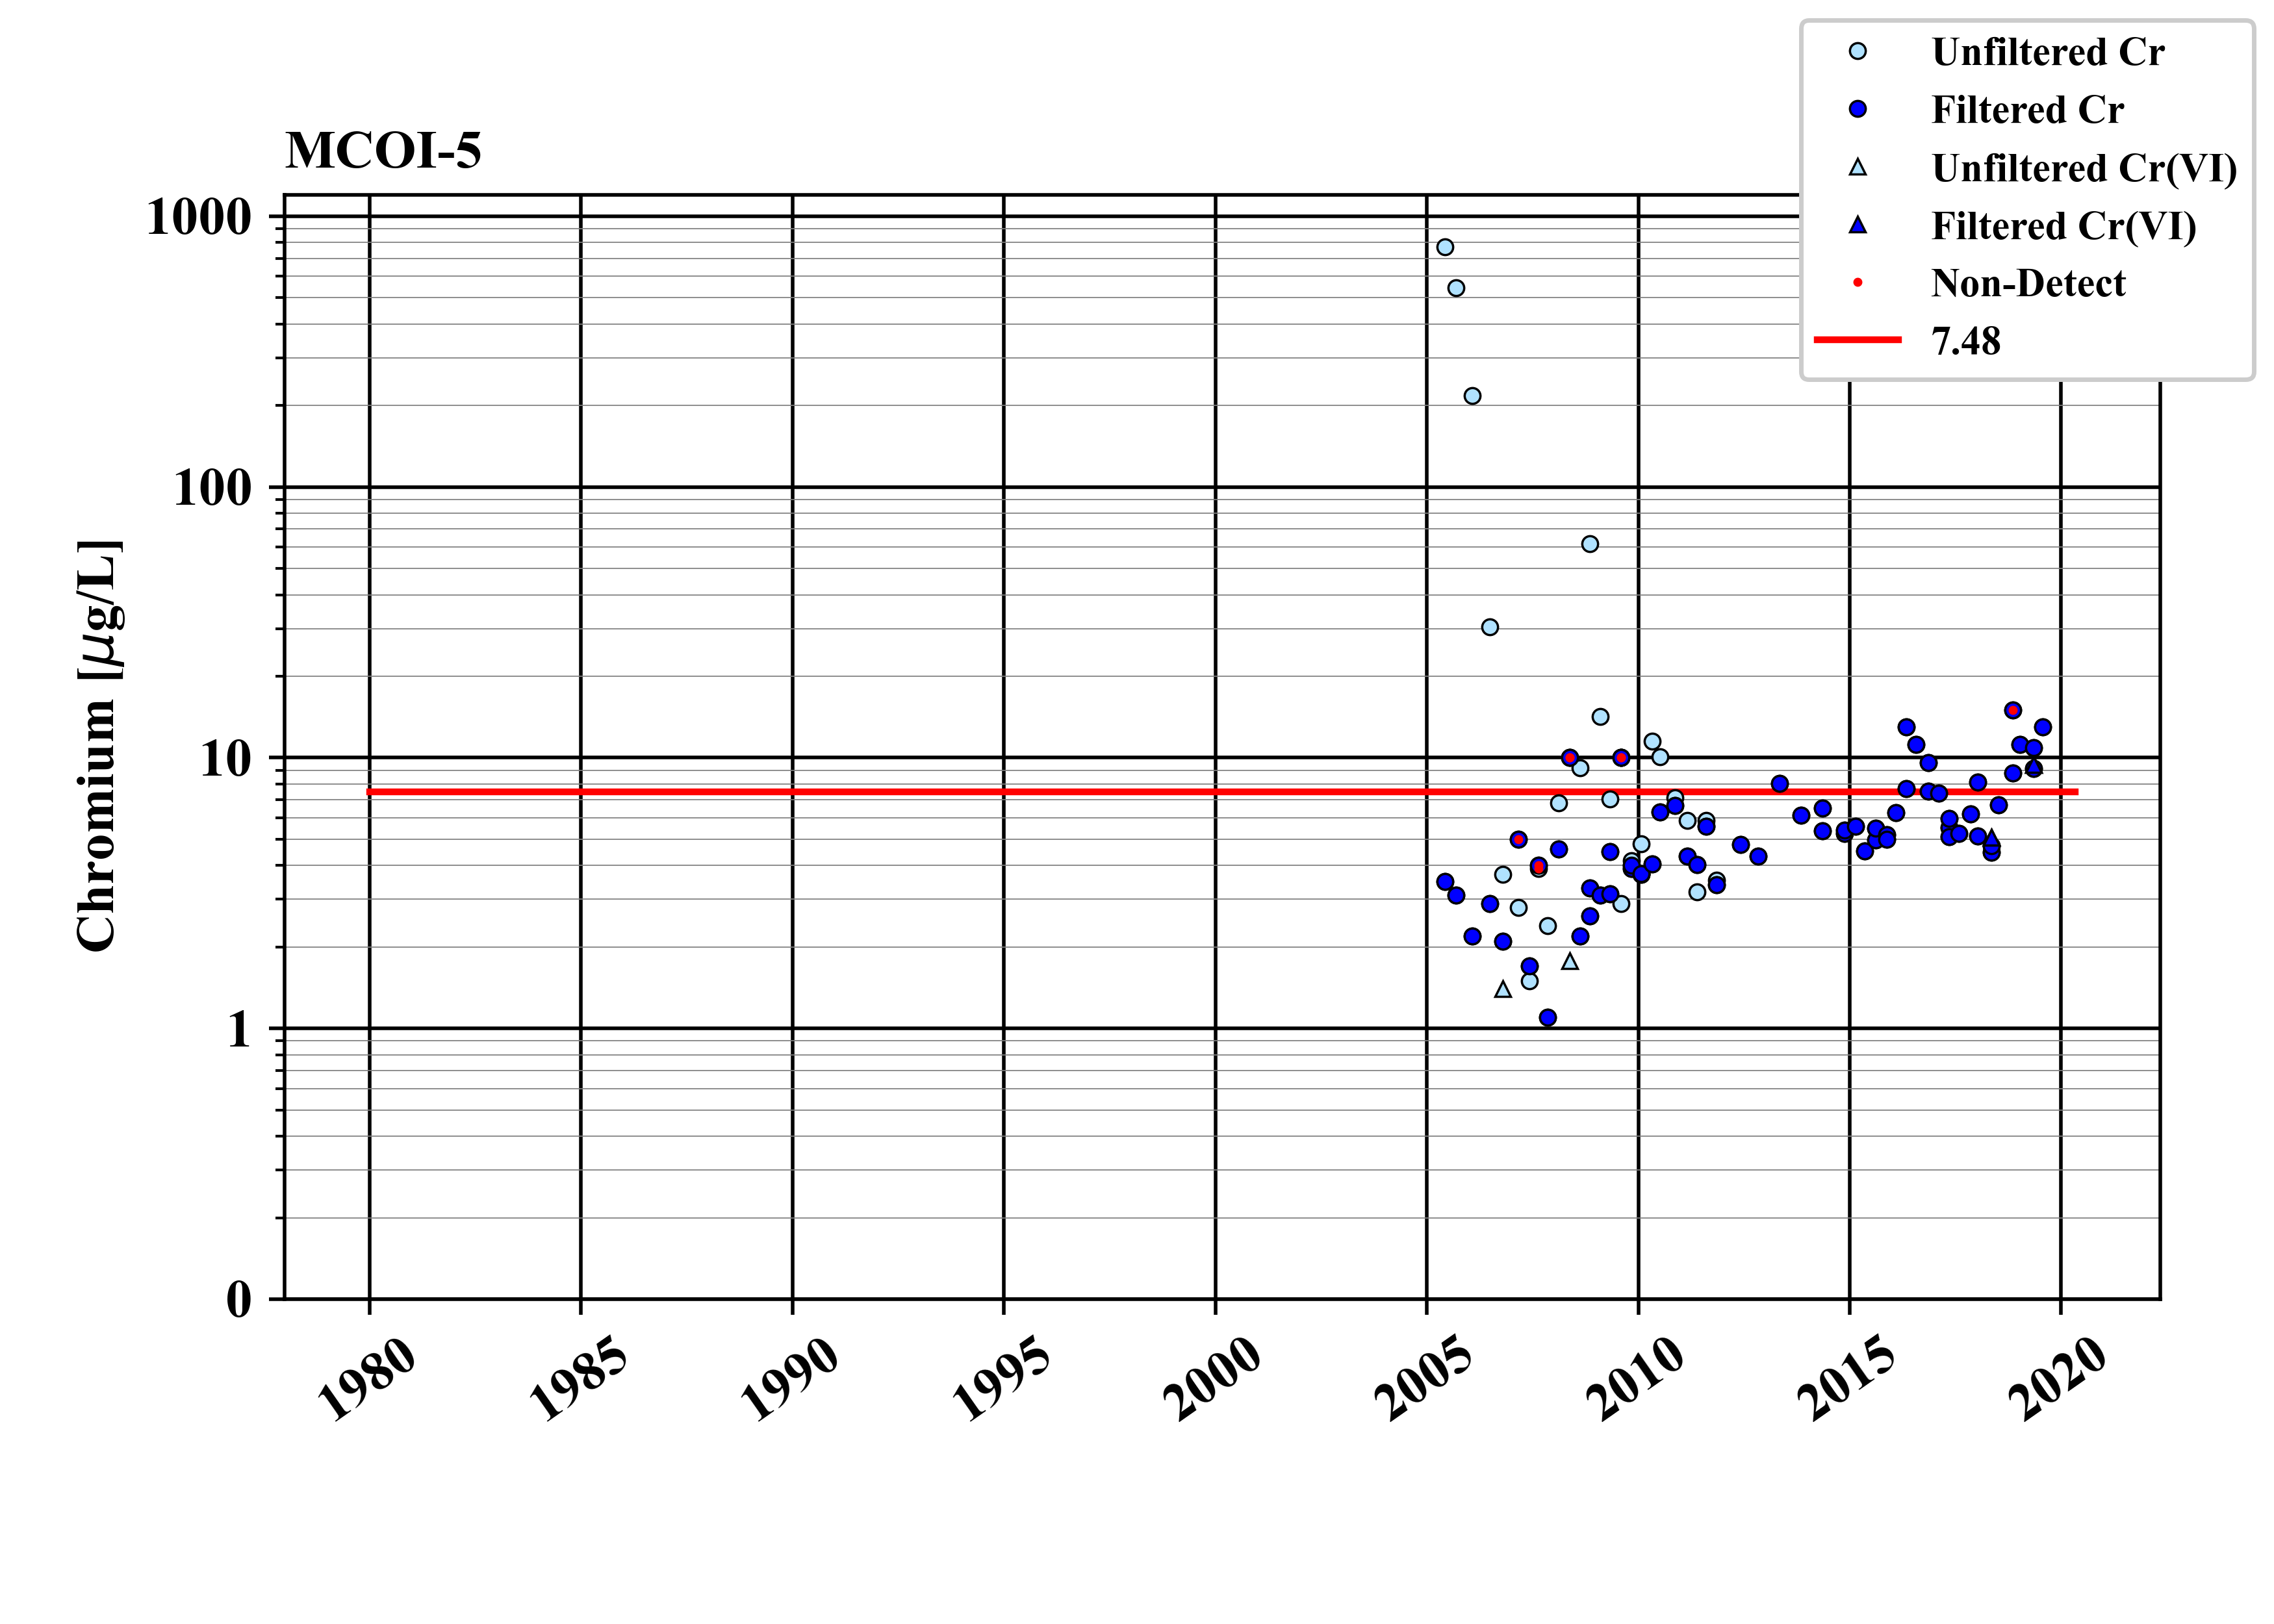 MCOI-5
Unfiltered Cr
Filtered Cr
Unfiltered Cr(VI)
Filtered Cr(VI)
Non-Detect
7.48
Chromium [μg/L]
1000
100
10
1
0
1980
1985
1990
1995
2000
2005
2010
2015
2020